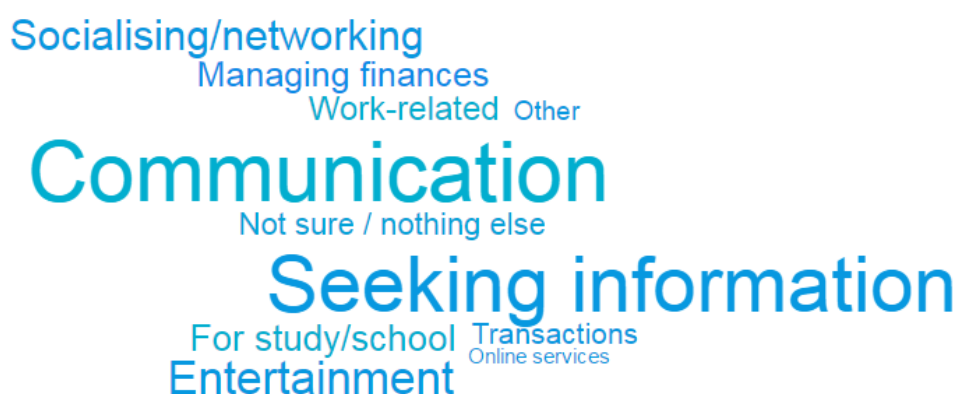 Socialising/networking
Managing finances
Work-related Other
Communication
Not sure / nothing else
Seeking information
For study/school Transactions
Online services
Entertainment